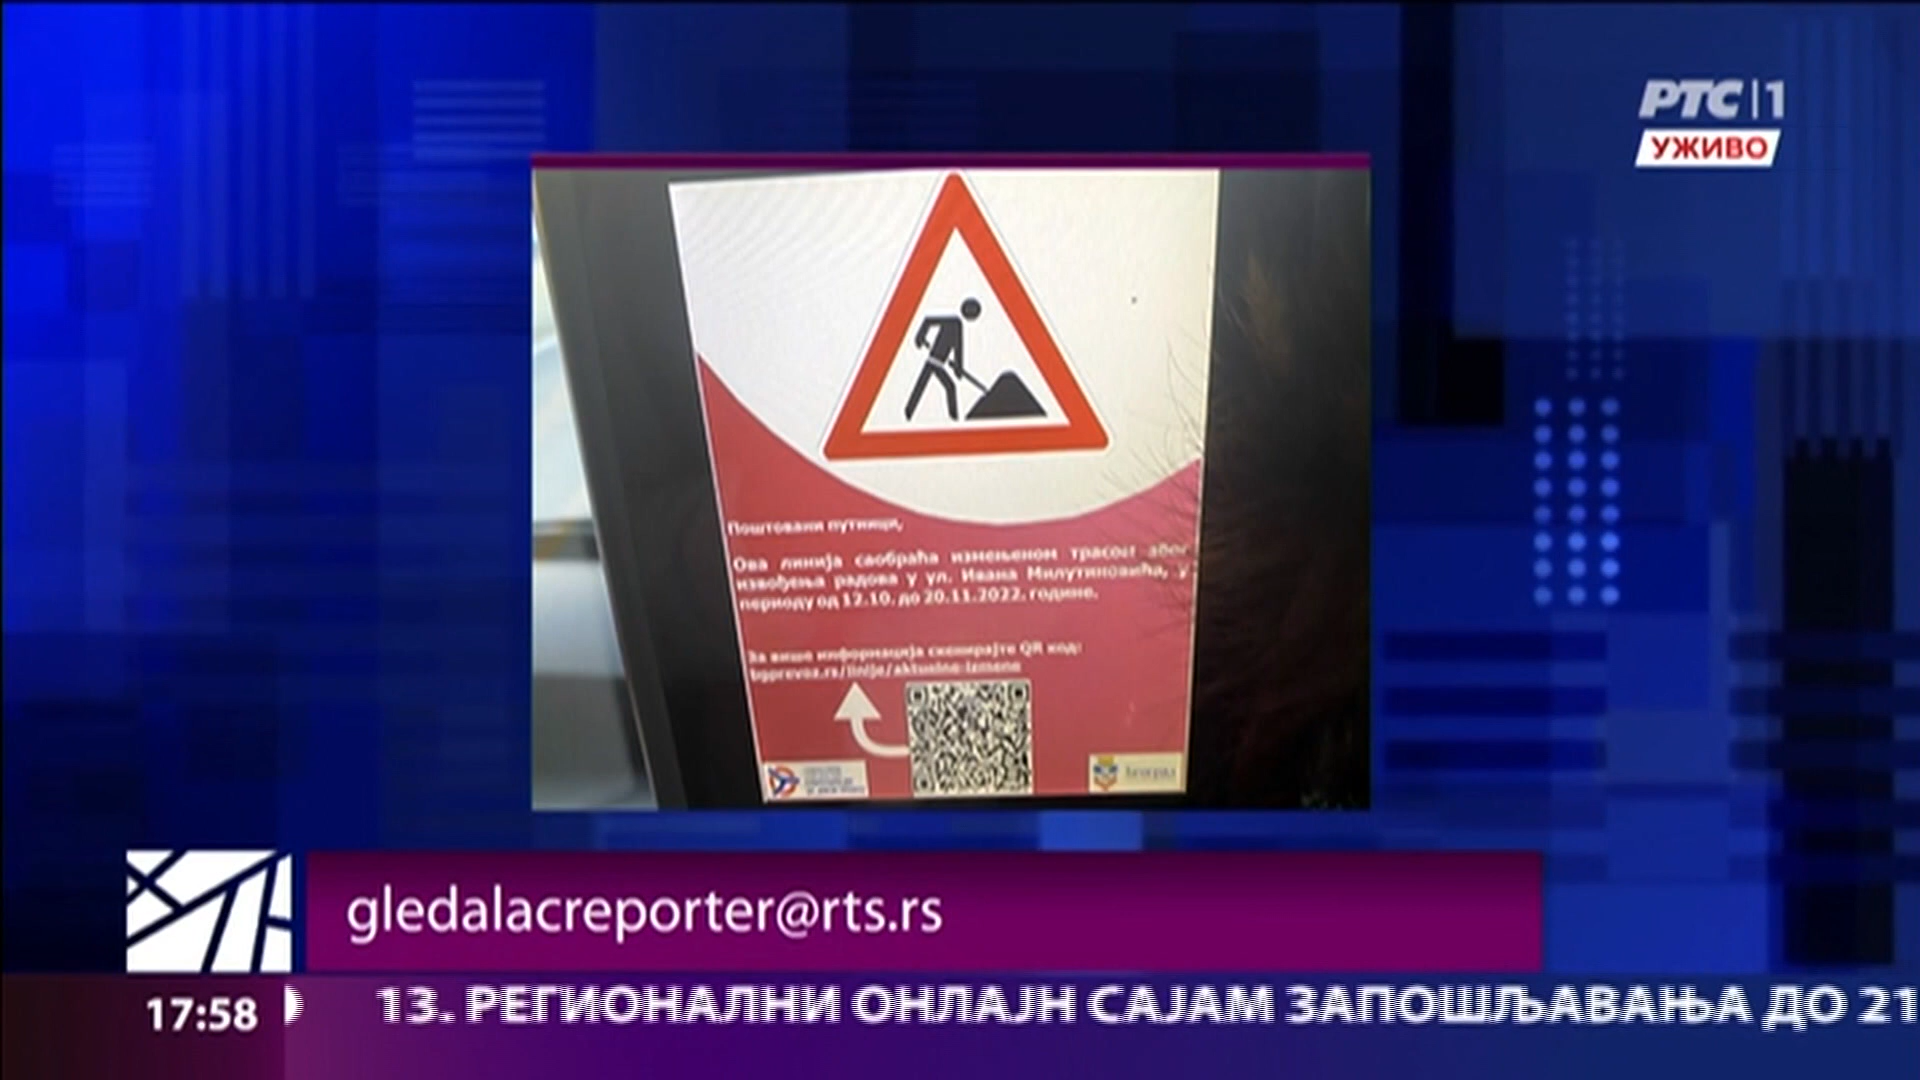 РТС|1
УЖИВО
Поштовани путници,
Ова линија саобраћа измењеном трасом због
извођења радова у ул. Ивана Милутиновића, у
периоду од 12.10. до 20.11.2022. године.
За више информација скенирајте QR код:
bgprevoz.rs/linije/aktuelne-izmene
Београд
gledalacreporter@rts.rs
17:58
13. РЕГИОНАЛНИ ОНЛАЈН САЈАМ ЗАПОШЉАВАЊА ДО 21